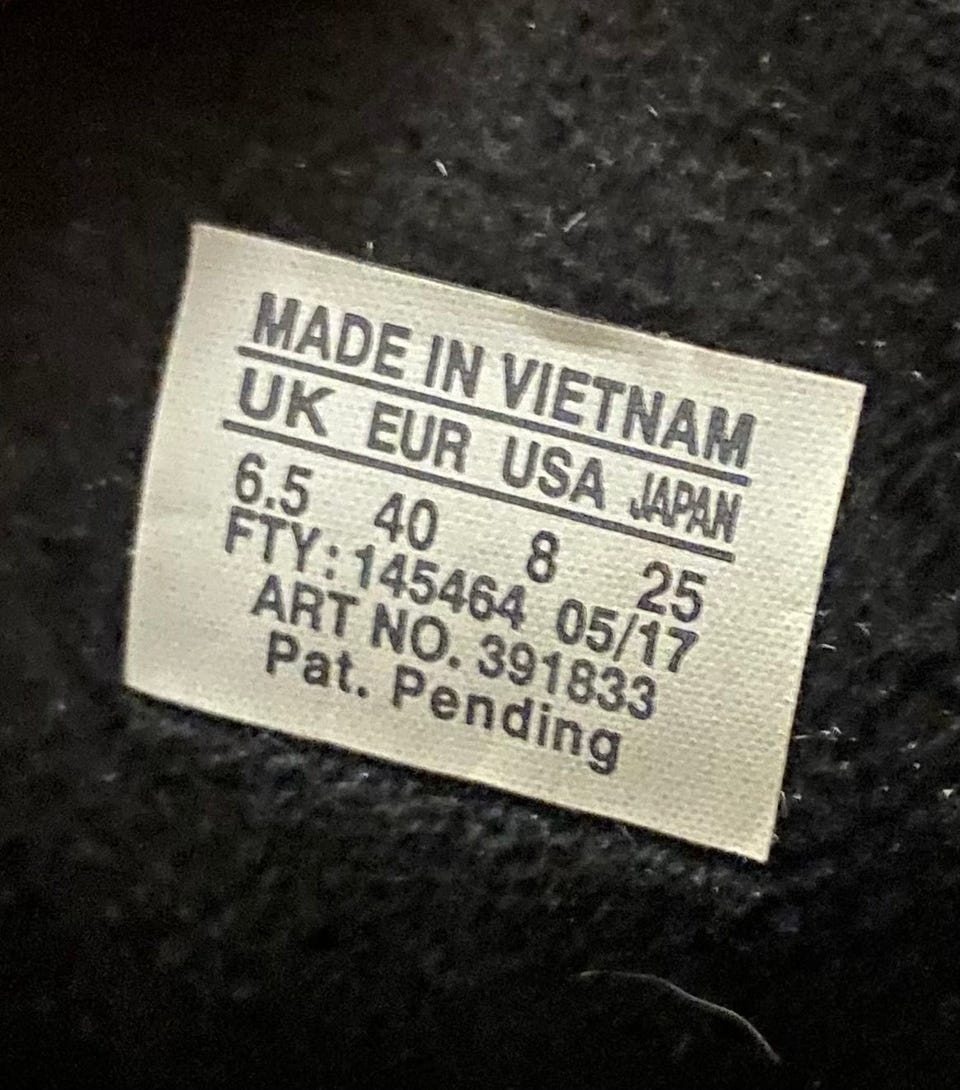 MADE IN VIETNAM
UK EUR USA JAPAN
6.5 40 8 25
FTY: 145464 05/17
ART NO. 391833
Pat. Pending